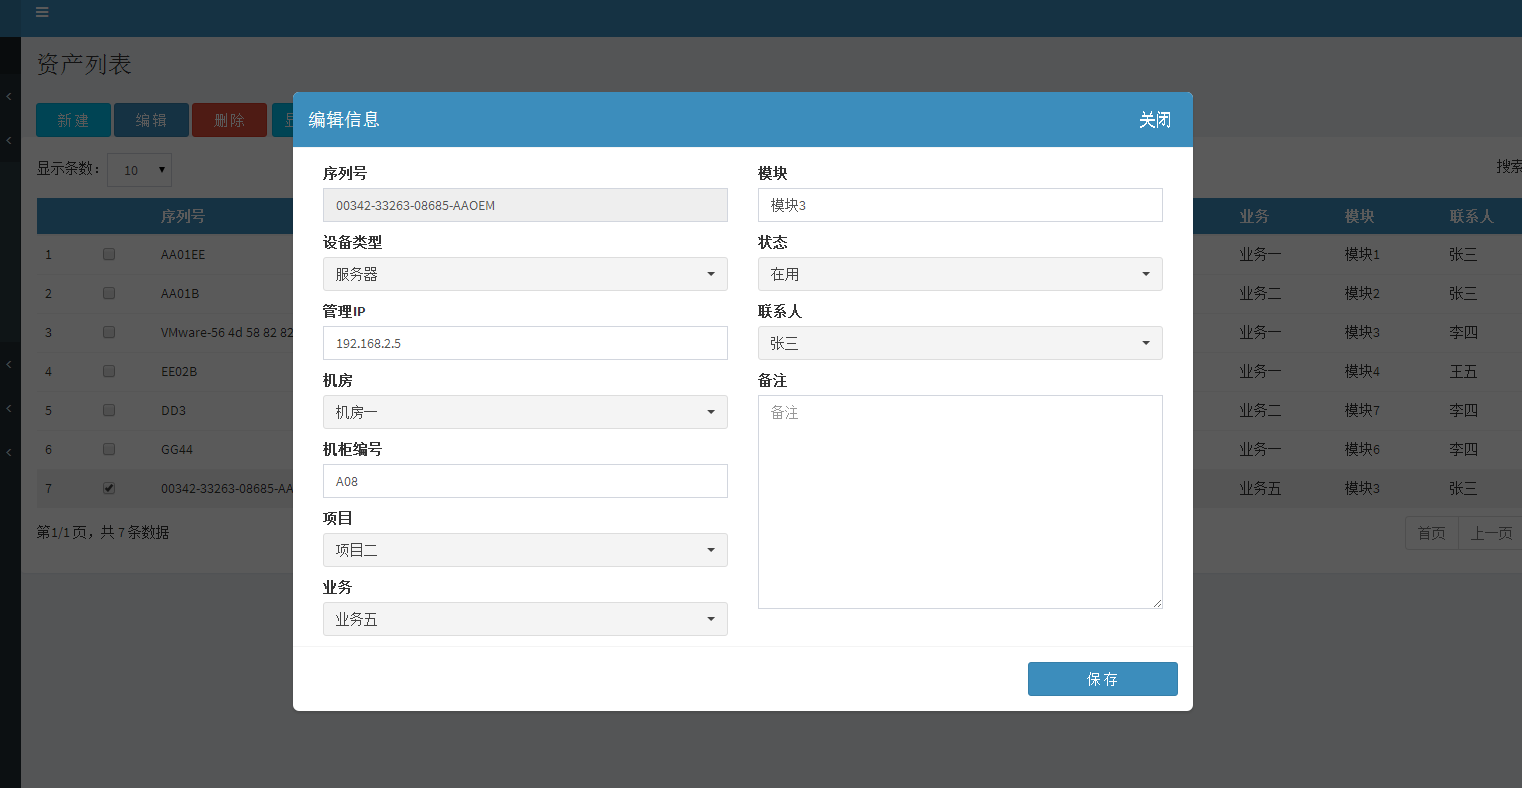 资产列表
新建 编辑 删除 显
显示条数： 10 搜索
序列号 业务 模块 联系人
1 AA01EE 业务一 模块1 张三
2 AA01B 业务二 模块2 张三
3 VMware-56 4d 58 82 82 业务一 模块3 李四
4 EE02B 业务一 模块4 王五
5 DD3 业务二 模块7 李四
6 GG44 业务一 模块6 李四
7 00342-33263-08685-AA 业务五 模块3 张三
第1/1 页，共 7 条数据 首页 上一页
编辑信息 关闭
序列号
00342-33263-08685-AAOEM
设备类型
服务器
管理IP
192.168.2.5
机房
机房一
机柜编号
A08
项目
项目二
业务
业务五
模块
模块3
状态
在用
联系人
张三
备注
备注
保存